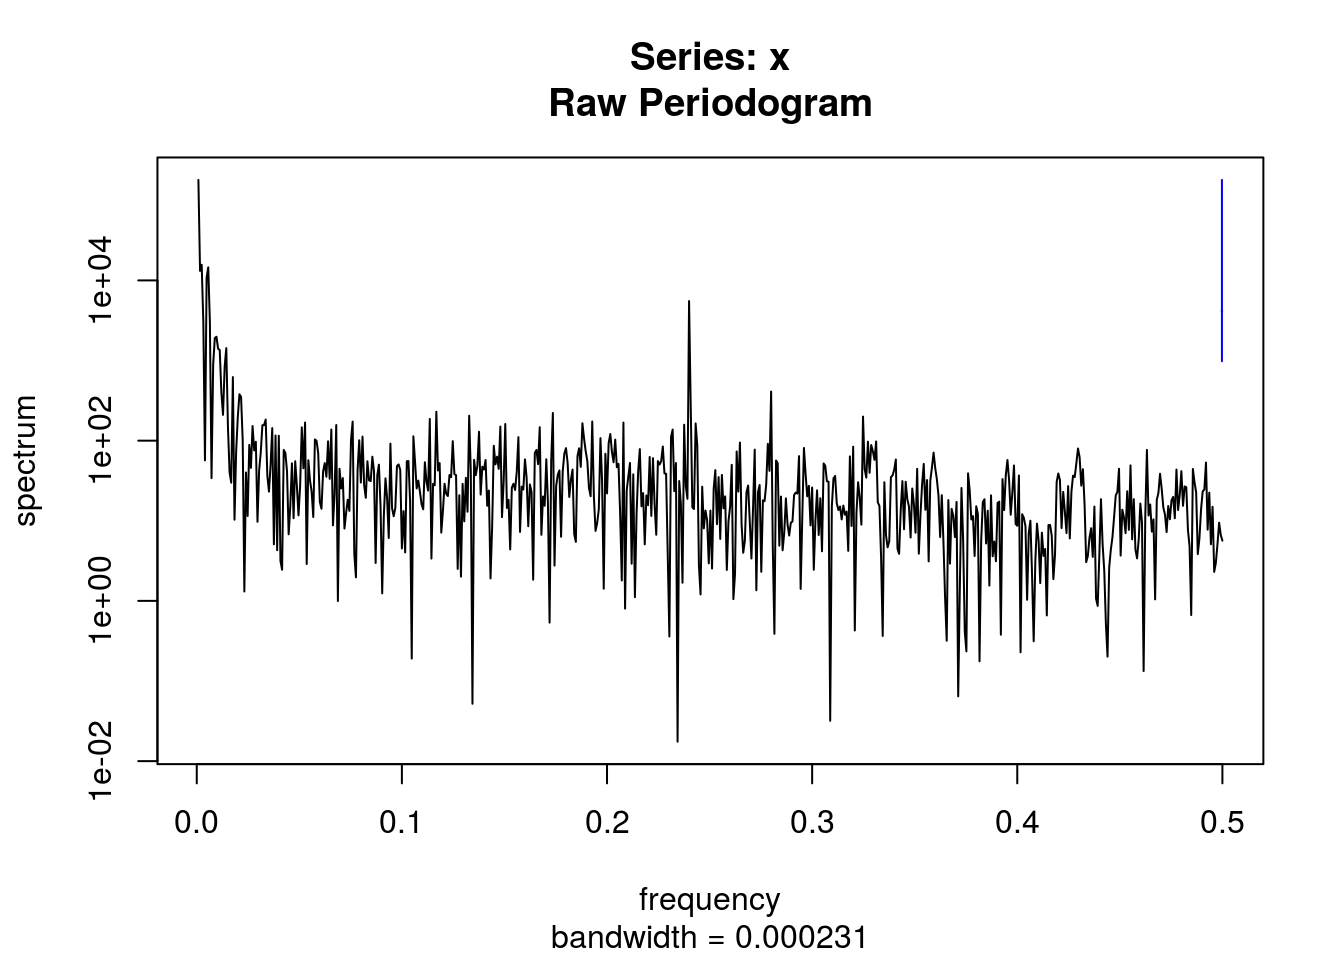 Series: x
Raw Periodogram
spectrum
1e+04
1e+02
1e+00
1e-02
0.0 0.1 0.2 0.3 0.4 0.5
frequency
bandwidth = 0.000231